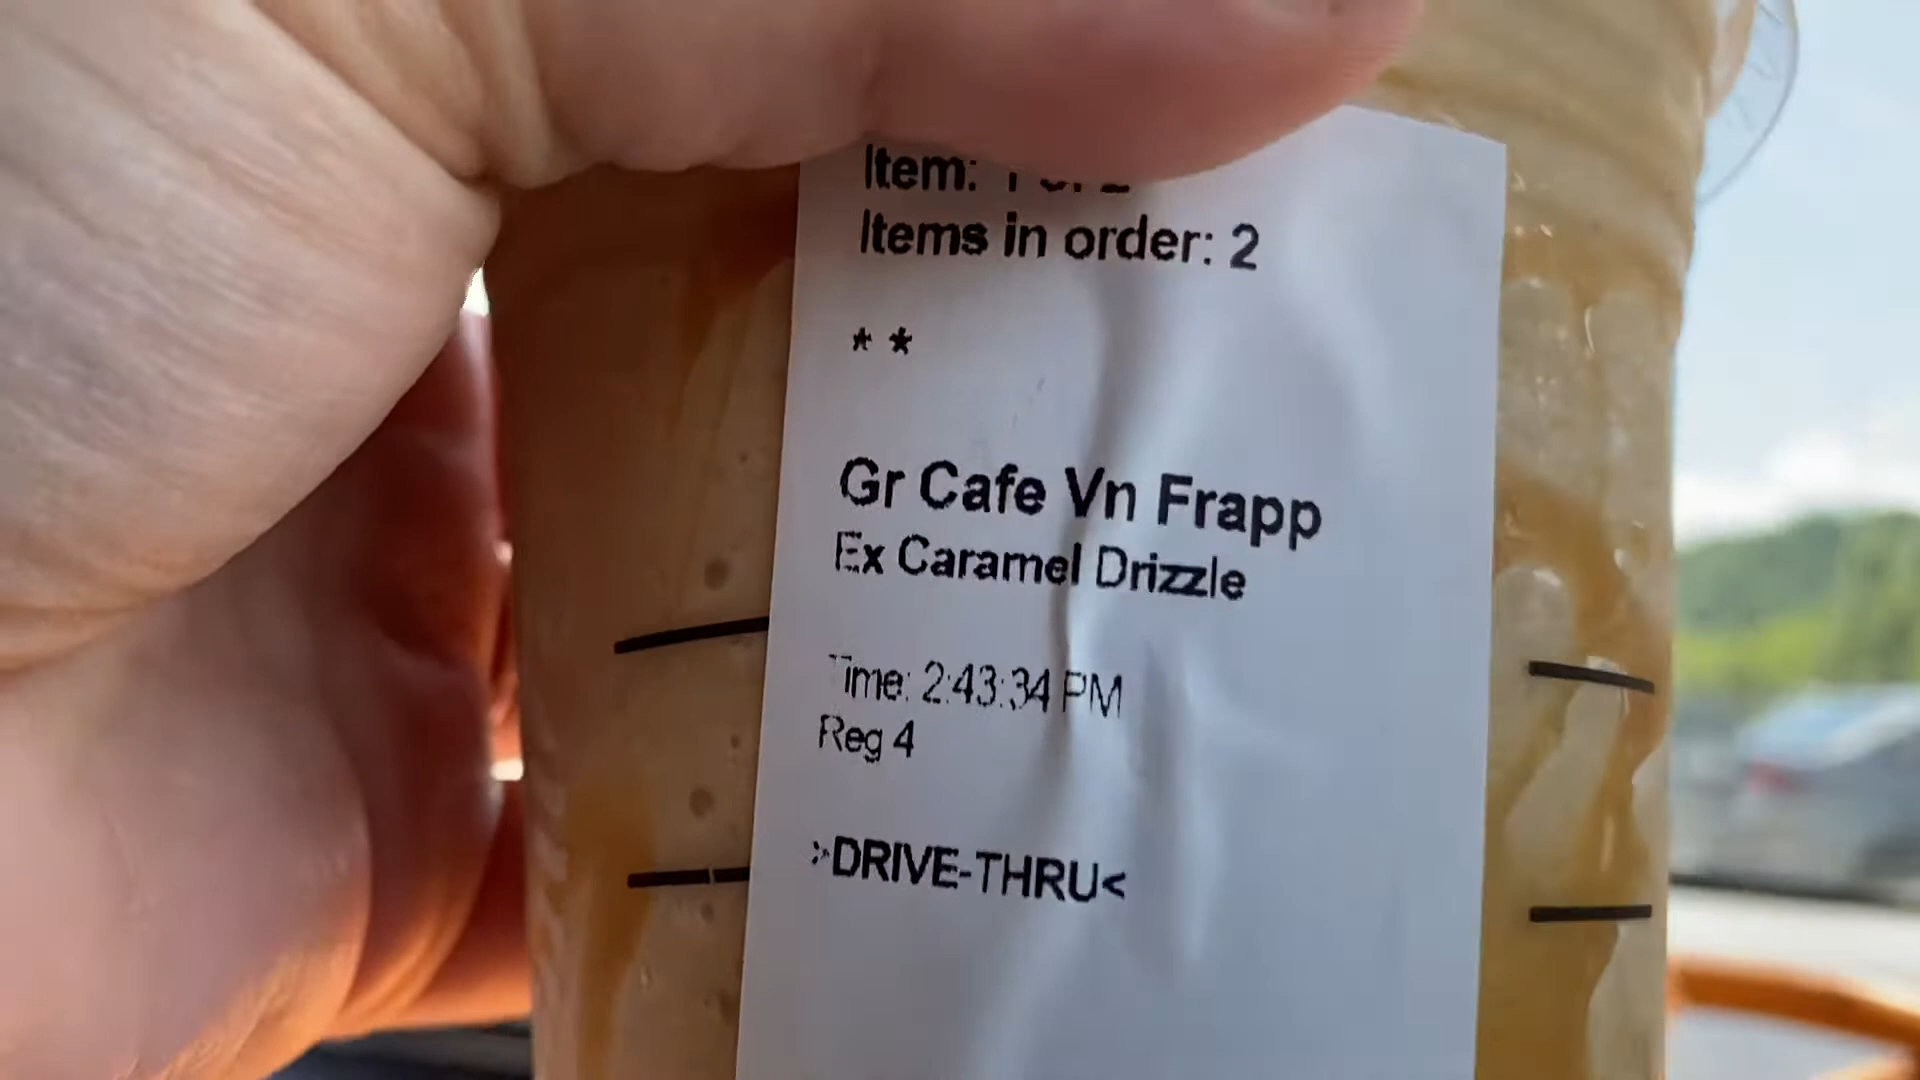 Item:
Items in order: 2
* *
Gr Cafe Vn Frapp
Ex Caramel Drizzle
Time: 2:43:34 PM
Reg 4
>DRIVE-THRU<